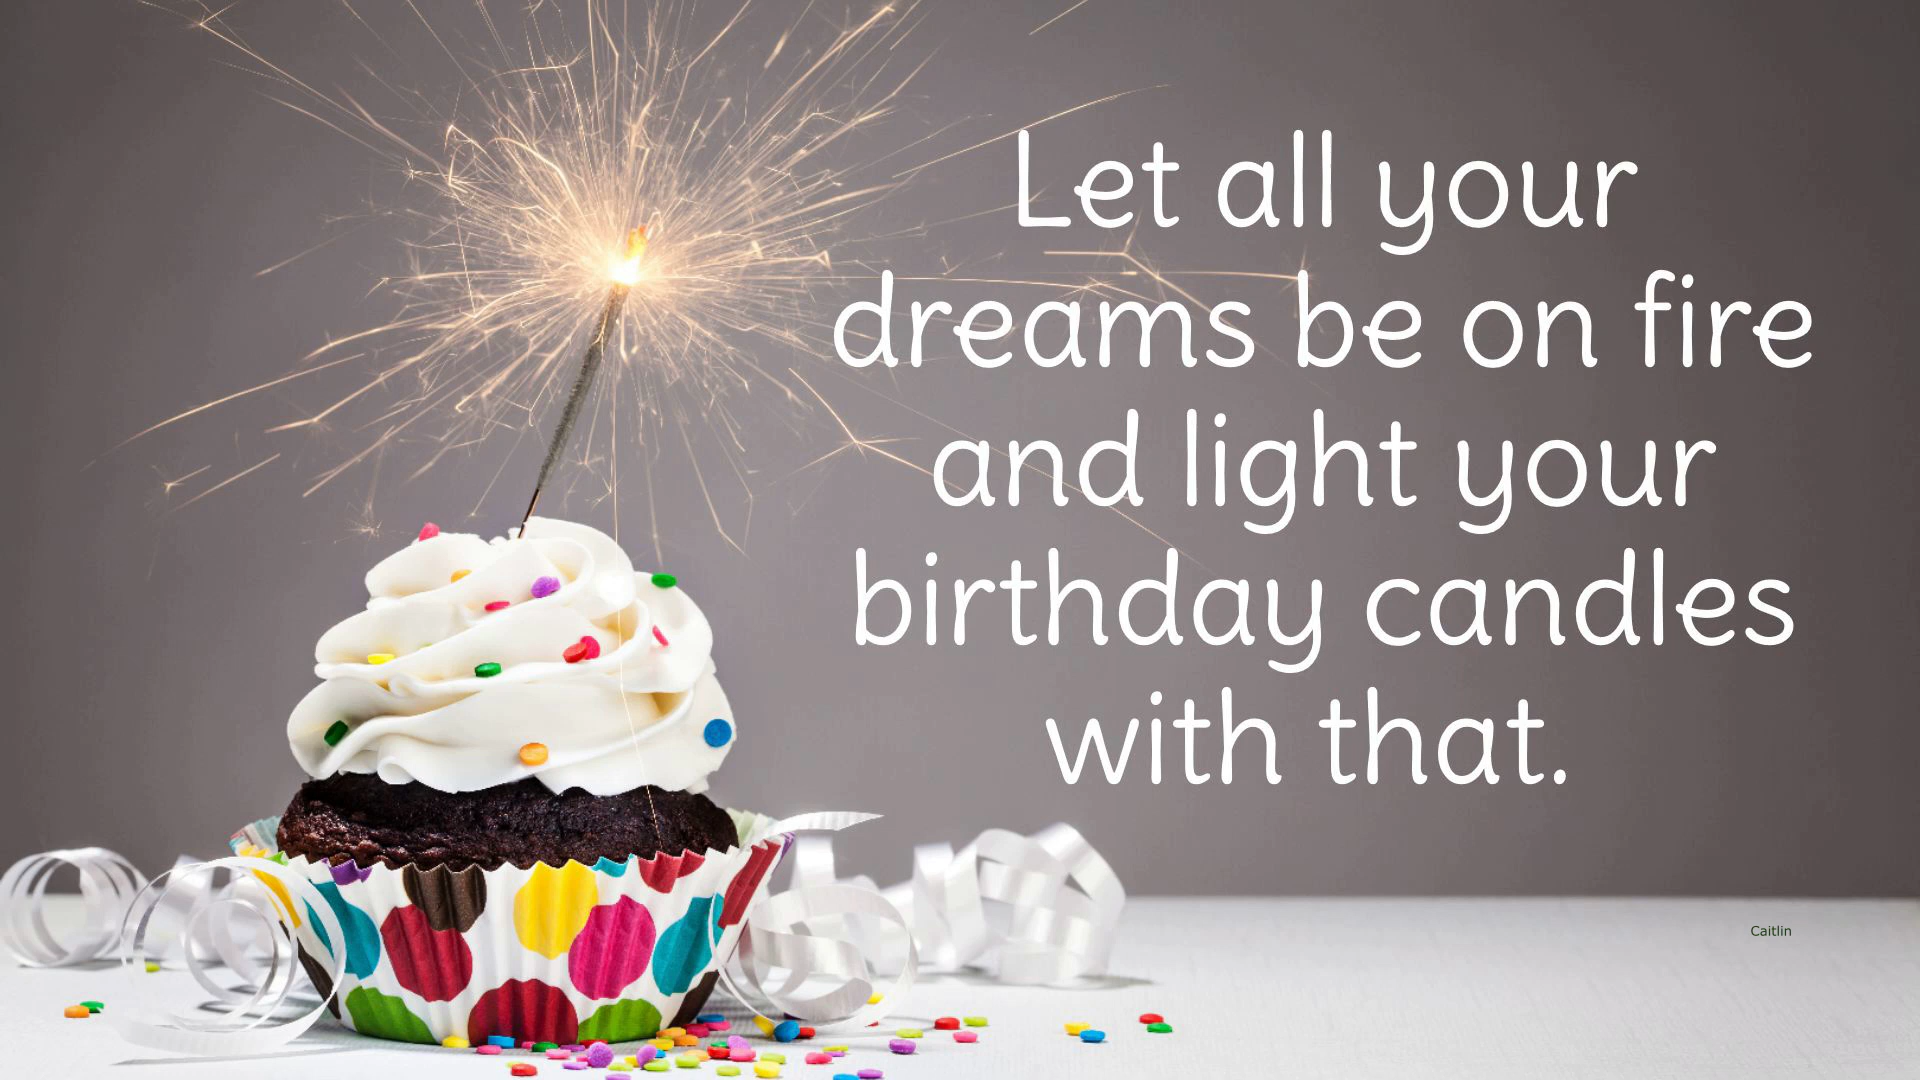 Let all your
dreams be on fire
and light your
birthday candles
with that.
Caitlin